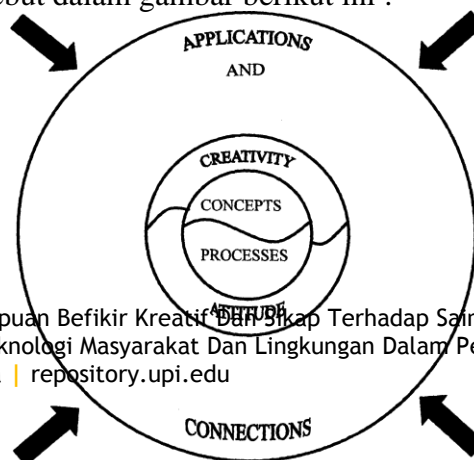 but dalam gambar berikut ini :
APPLICATIONS
AND
CREATIVITY
CONCEPTS
PROCESSES
ATTITUDE
puan Befikir Kreatif Dan Sikap Terhadap Sain
knologi Masyarakat Dan Lingkungan Dalam Pe
| repository.upi.edu
CONNECTIONS